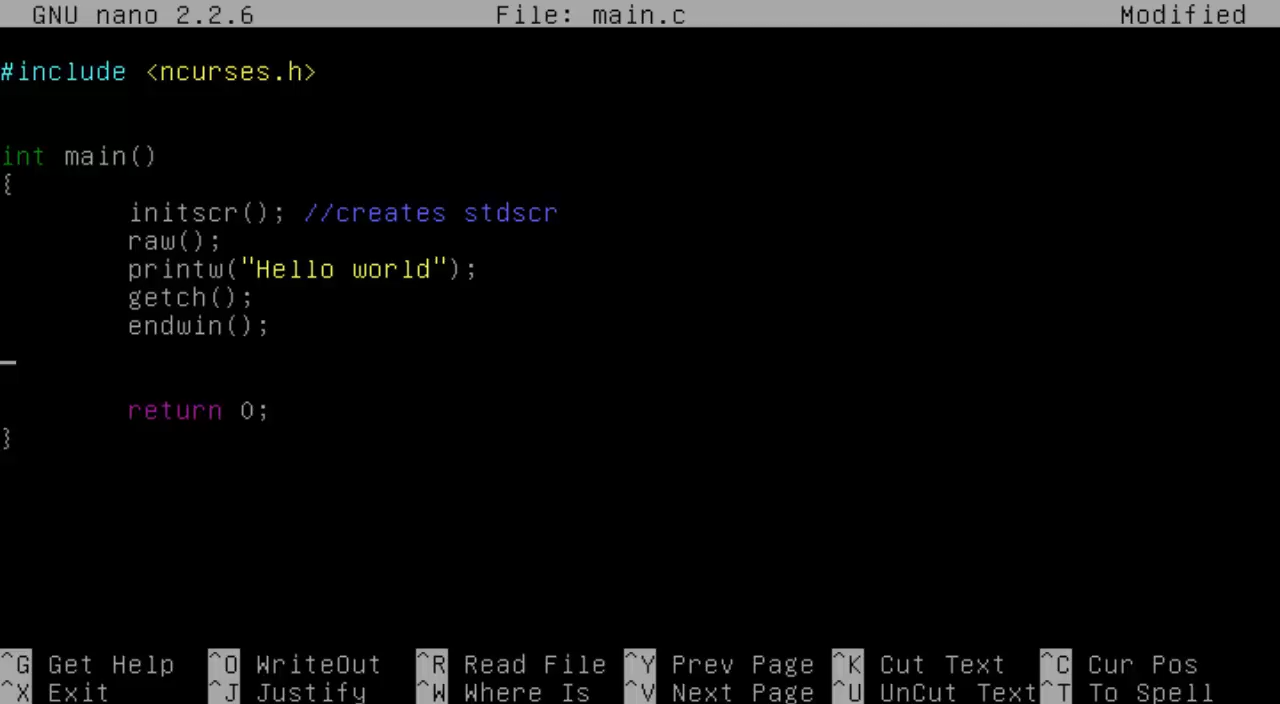 GNU nano 2.2.6 File: main.c Modified
#include <ncurses.h>
int main()
{
initscr(); //creates stdscr
raw();
printw("Hello world");
getch();
endwin();
return 0;
}
^G Get Help ^O WriteOut ^R Read File ^Y Prev Page ^K Cut Text ^C Cur Pos
^X Exit ^J Justify ^W Where Is ^V Next Page ^U UnCut Text ^T To Spell